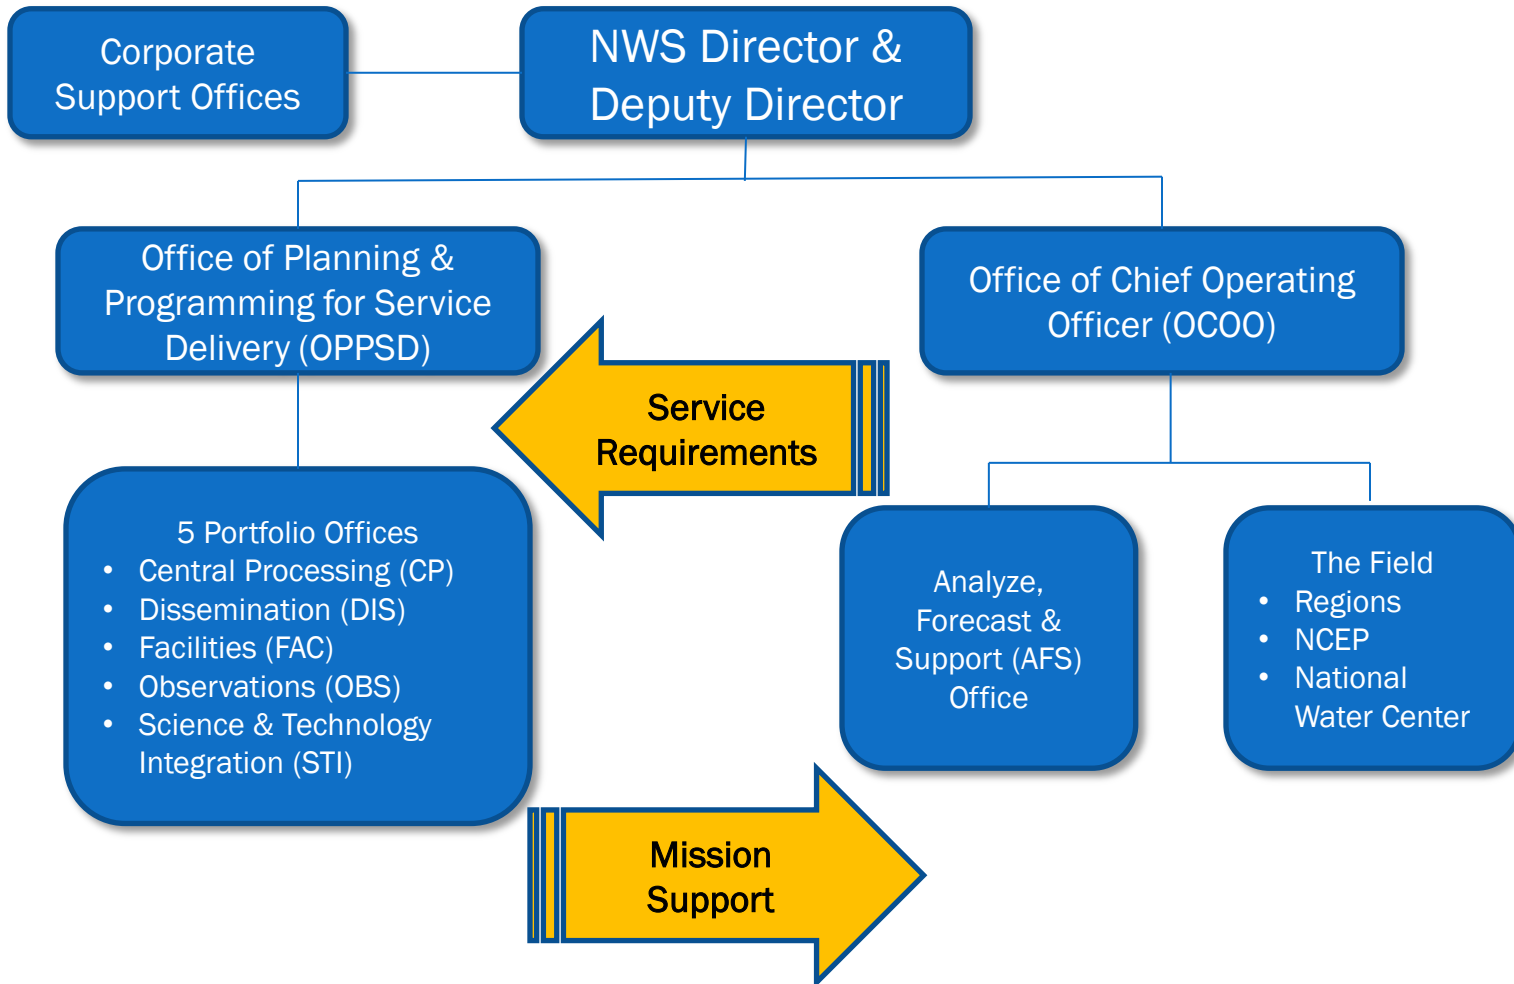 Corporate
Support Offices
NWS Director &
Deputy Director
Office of Planning &
Programming for Service
Delivery (OPPSD)
Office of Chief Operating
Officer (OCOO)
Service
Requirements
5 Portfolio Offices
• Central Processing (CP)
• Dissemination (DIS)
• Facilities (FAC)
• Observations (OBS)
• Science & Technology
Integration (STI)
Analyze,
Forecast &
Support (AFS)
Office
The Field
• Regions
• NCEP
• National
Water Center
Mission
Support